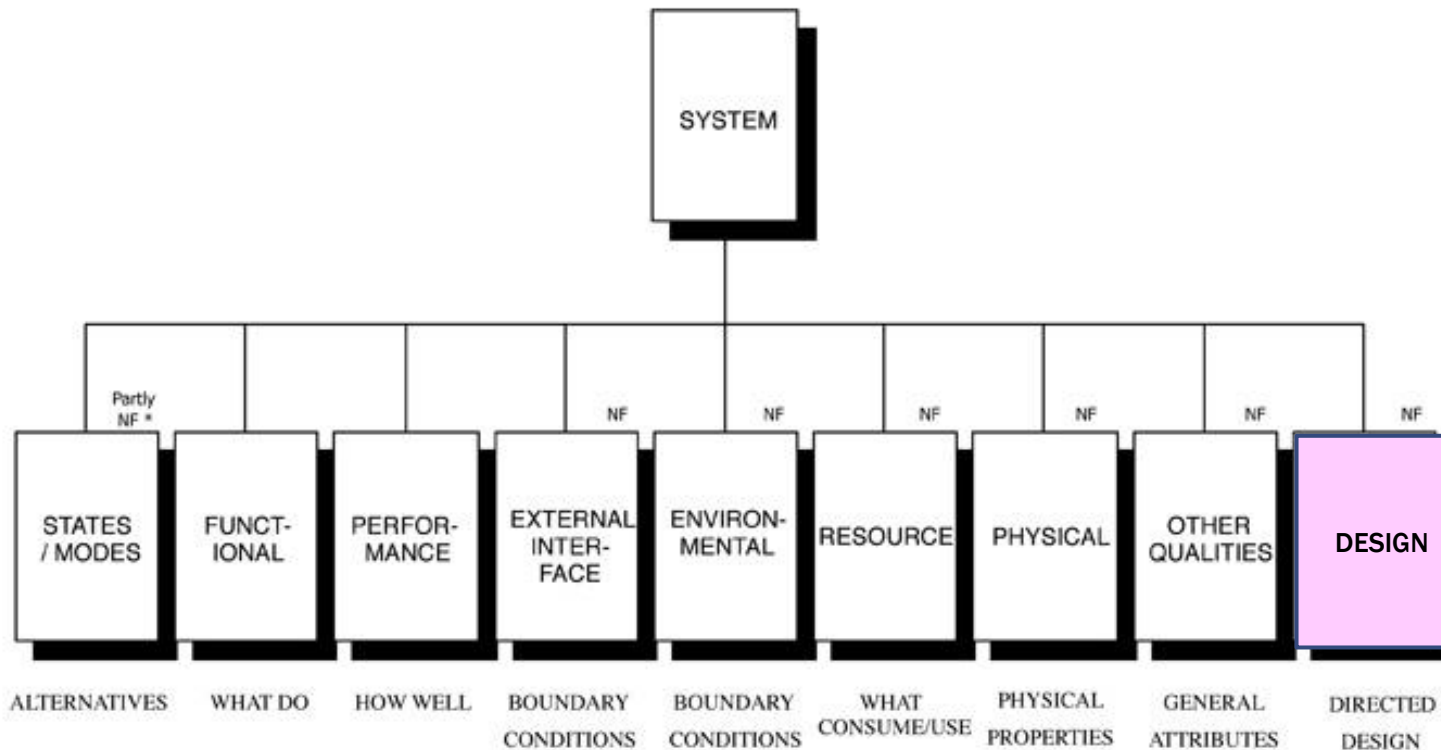 SYSTEM
Partly
NF *
NF
NF
NF
NF
NF
NF
STATES
/ MODES
FUNCT-
IONAL
PERFOR-
MANCE
EXTERNAL
INTER-
FACE
ENVIRON-
MENTAL
RESOURCE
PHYSICAL
OTHER
QUALITIES
DESIGN
ALTERNATIVES
WHAT DO
HOW WELL
BOUNDARY
CONDITIONS
BOUNDARY
CONDITIONS
WHAT
CONSUME/USE
PHYSICAL
PROPERTIES
GENERAL
ATTRIBUTES
DIRECTED
DESIGN